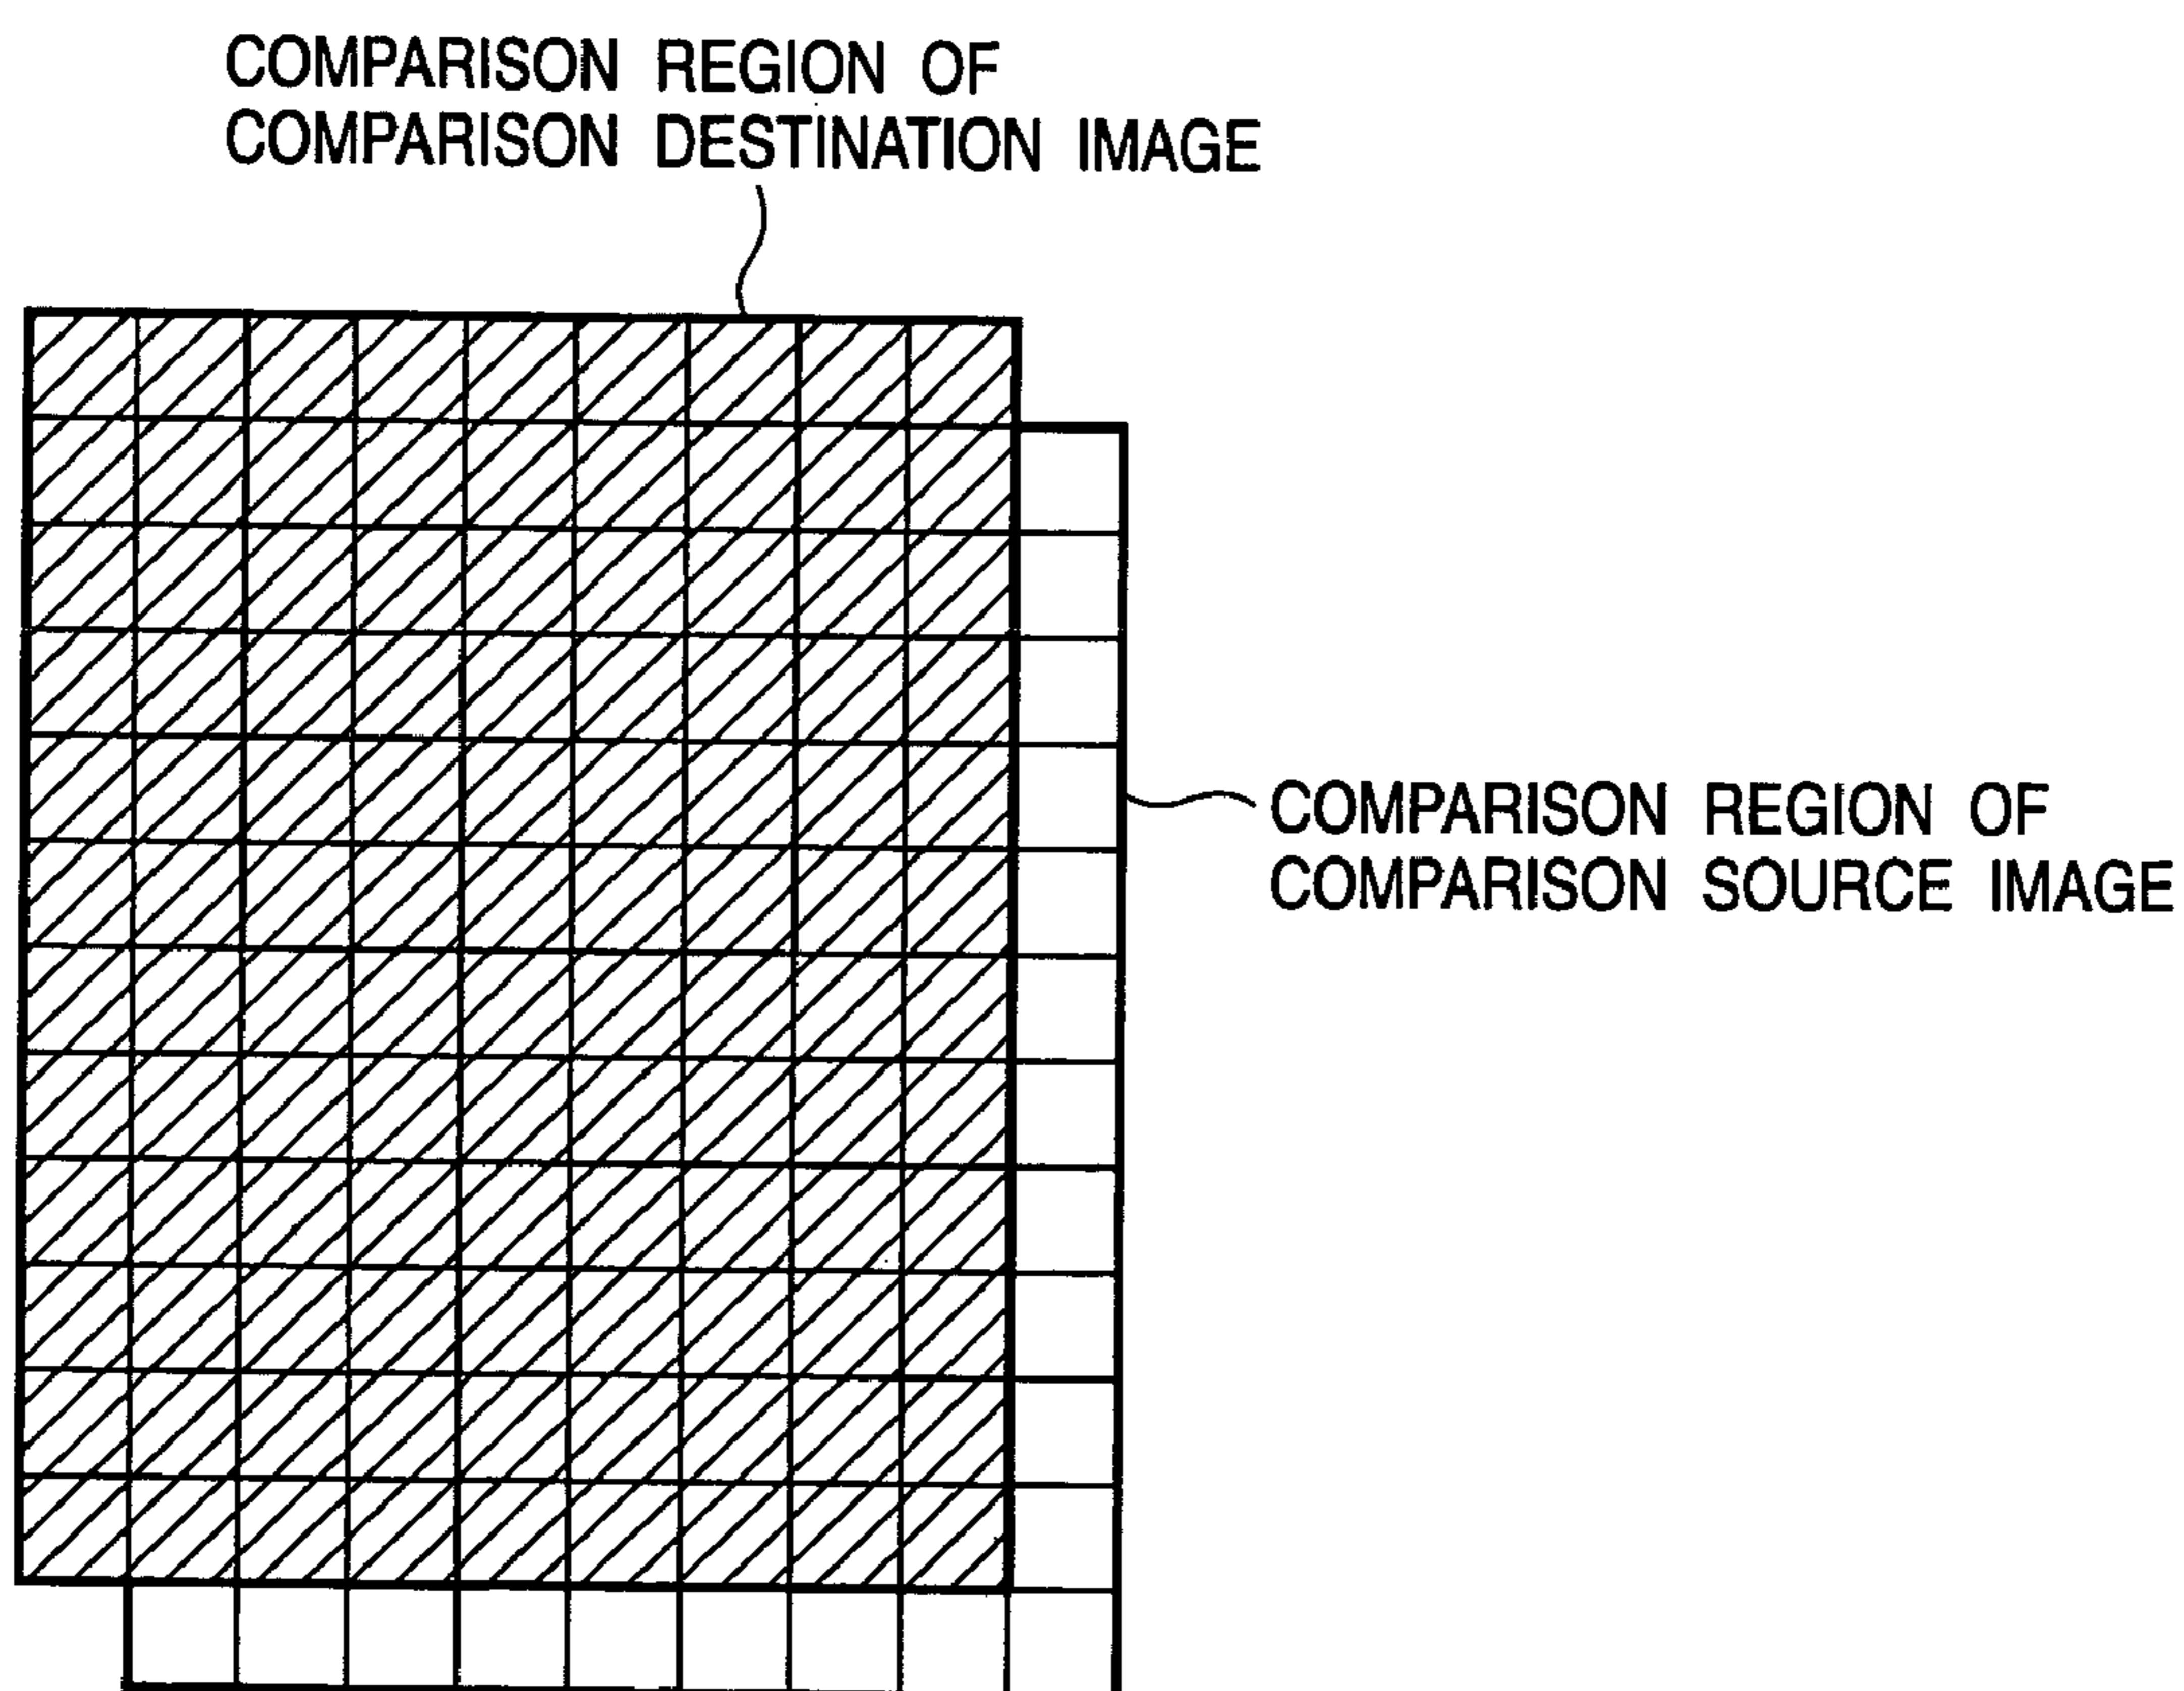 COMPARISON REGION OF
COMPARISON DESTINATION IMAGE
COMPARISON REGION OF
COMPARISON SOURCE IMAGE